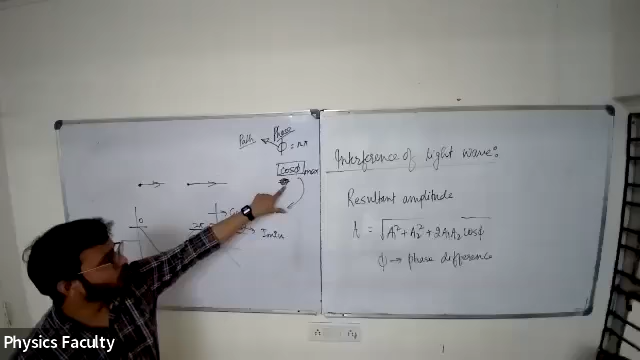 Path Phase
ϕ = nπ
cosϕ max
Imin
Interference of Light Wave:
Resultant amplitude
A = √A₁² + A₂² + 2A₁A₂ cosϕ
ϕ → phase difference
Physics Faculty